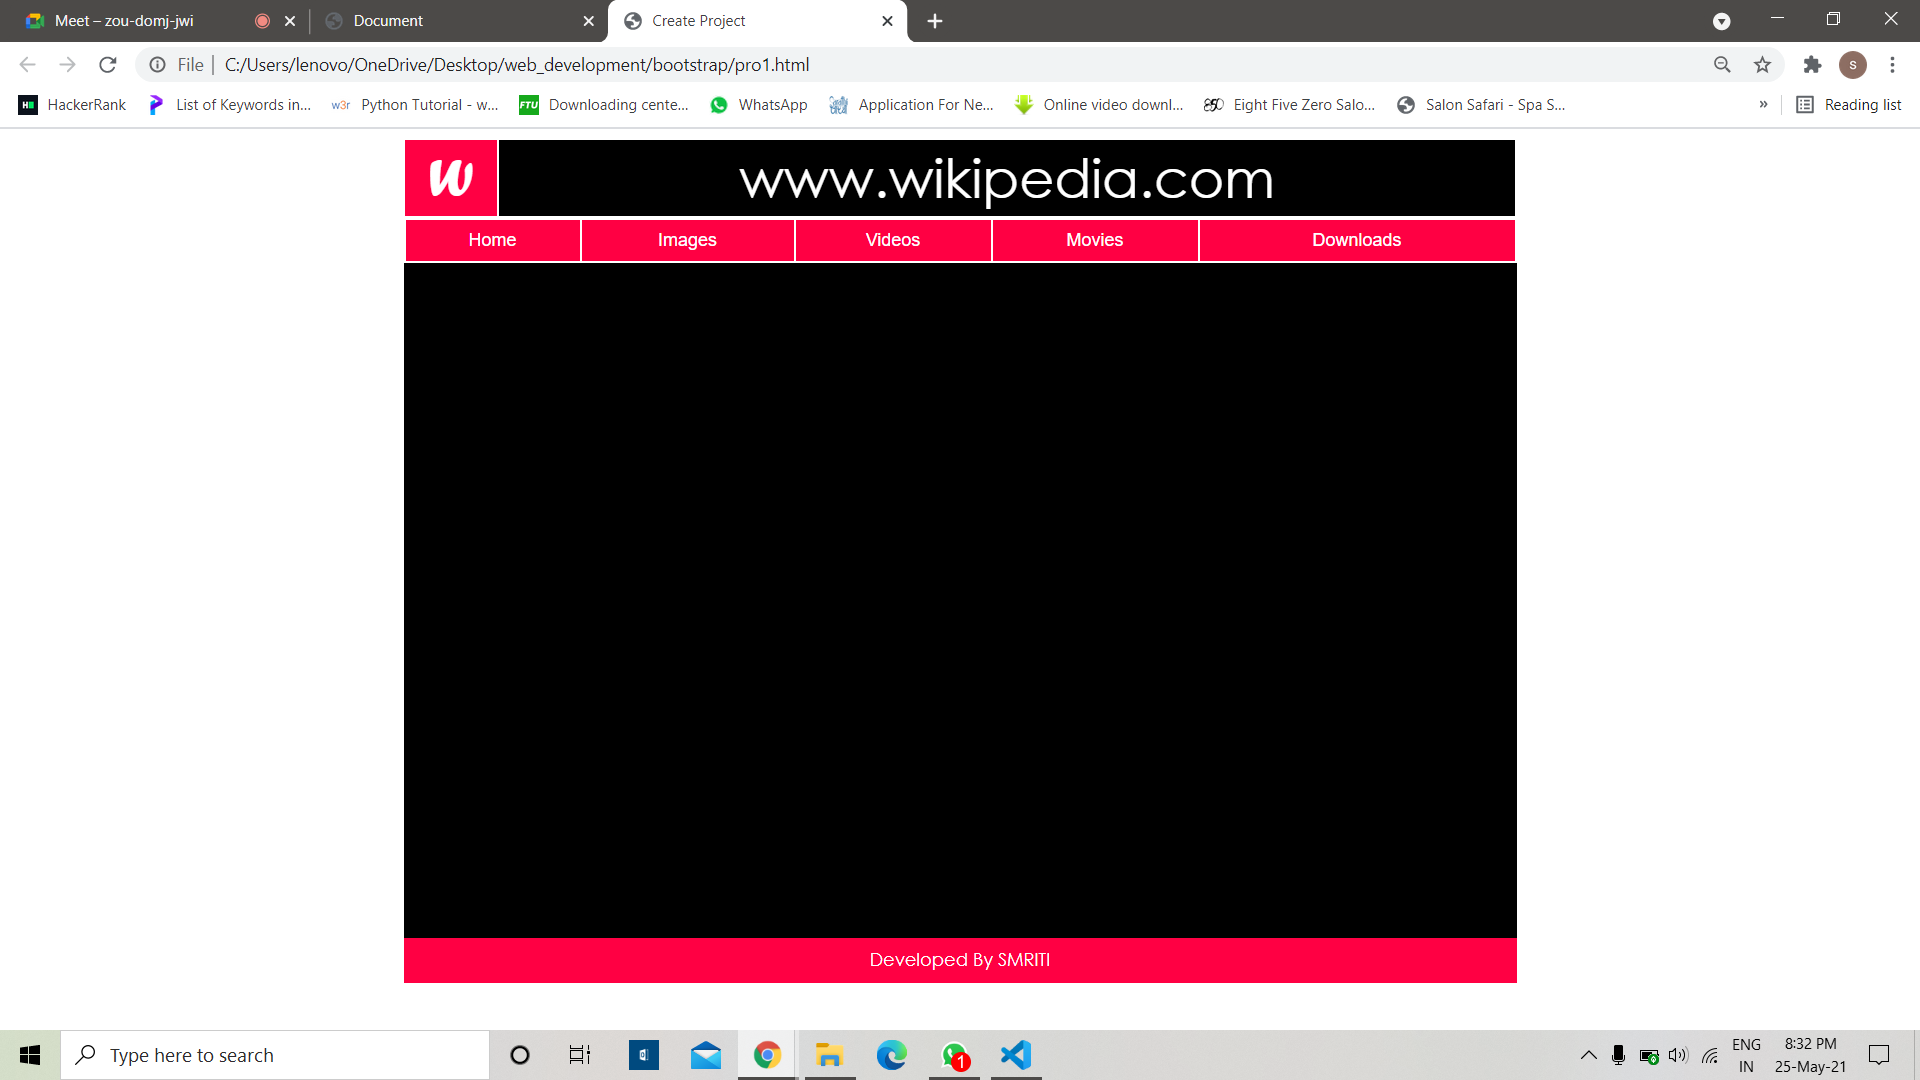 Meet – zou-domj-jwi
Document
Create Project
File
C:/Users/lenovo/OneDrive/Desktop/web_development/bootstrap/pro1.html
S
HackerRank
List of Keywords in...
w3r Python Tutorial - w...
FTU Downloading cente...
WhatsApp
Application For Ne...
Online video downl...
850 Eight Five Zero Salo...
Salon Safari - Spa S...
»
Reading list
W
www.wikipedia.com
Home
Images
Videos
Movies
Downloads
Developed By SMRITI
Type here to search
1
ENG
IN
8:32 PM
25-May-21